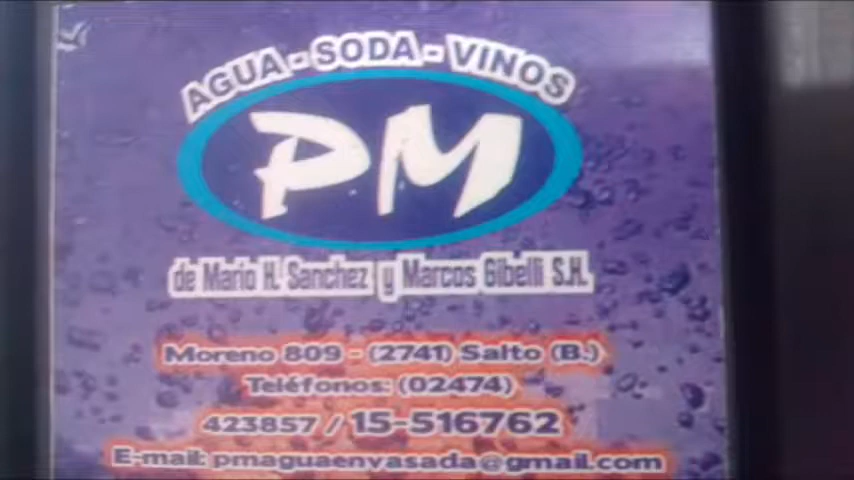 AGUA - SODA - VINOS
PM
de Mario H. Sanchez y Marcos Gibelli S.H.
Moreno 809 - (2741) Salto (B.)
Teléfonos: (02474)
423857 / 15-516762
E-mail: pmaguaenvasada@gmail.com